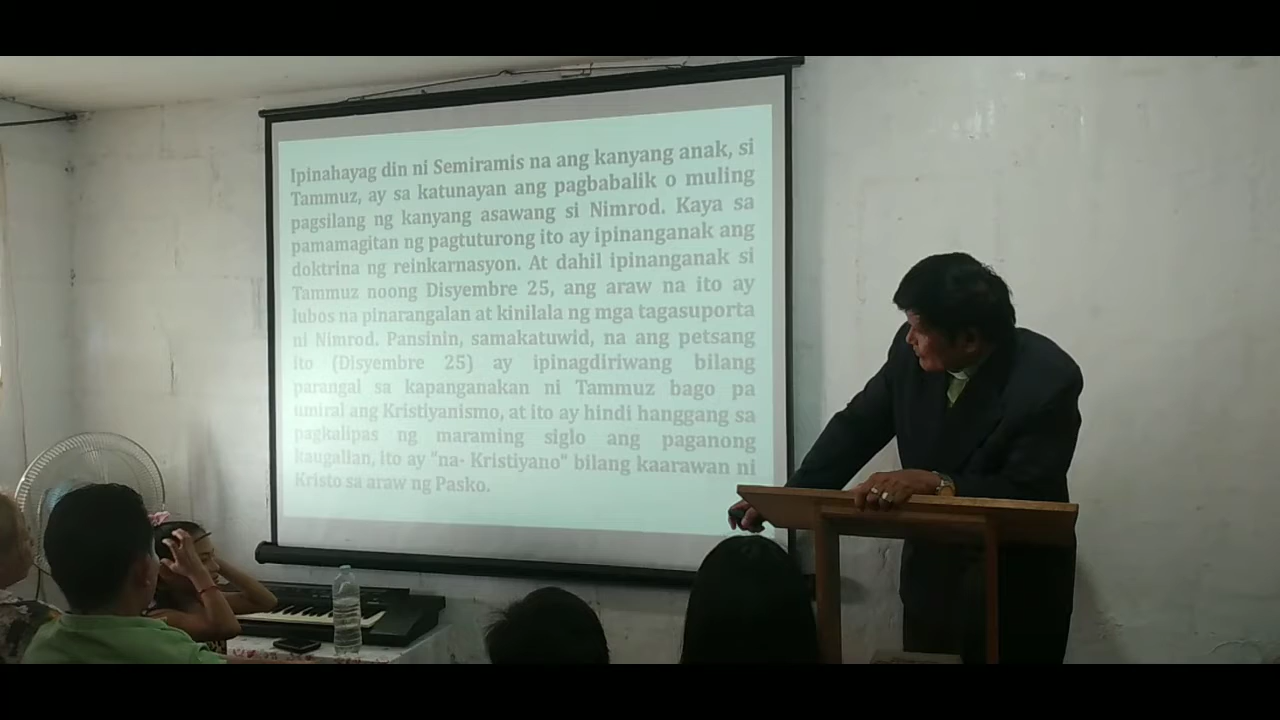 Ipinahayag din ni Semiramis na ang kanyang anak, si
Tammuz, ay sa katunayan ang pagbabalik o muling
pagsilang ng kanyang asawang si Nimrod. Kaya sa
pamamagitan ng pagtuturong ito ay ipinanganak ang
doktrina ng reinkarnasyon. At dahil ipinanganak si
Tammuz noong Disyembre 25, ang araw na ito ay
lubos na pinarangalan at kinilala ng mga tagasuporta
ni Nimrod. Pansinin, samakatuwid, na ang petsang
ito (Disyembre 25) ay ipinagdiriwang bilang
parangal sa kapanganakan ni Tammuz bago pa
umiral ang Kristiyanismo, at ito ay hindi hanggang sa
pagkalipas ng maraming siglo ang paganong
kaugalian, ito ay "na- Kristiyano" bilang kaarawan ni
Kristo sa araw ng Pasko.